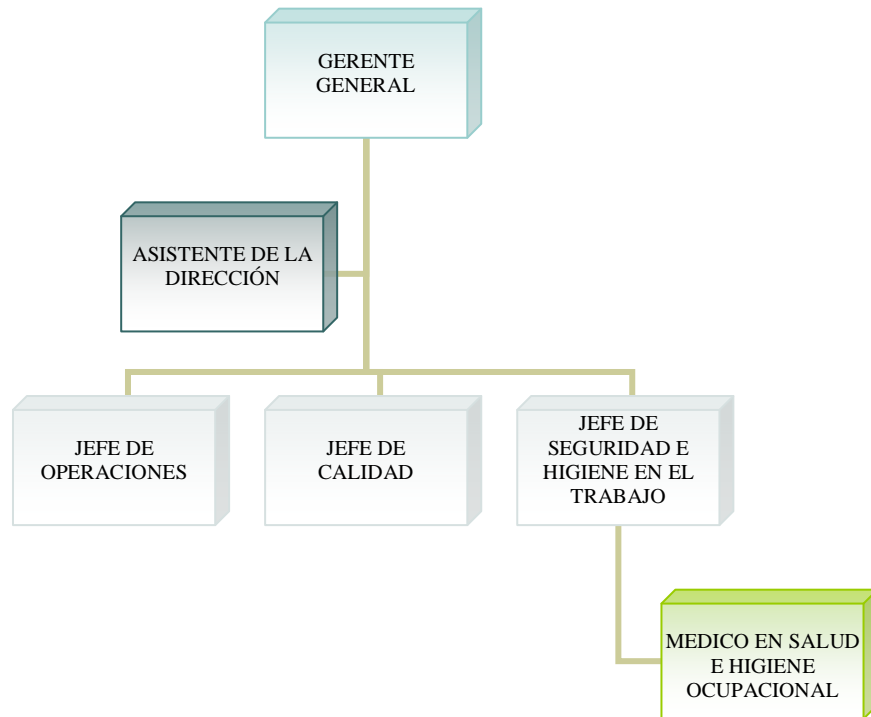 GERENTE
GENERAL
ASISTENTE DE LA
DIRECCIÓN
JEFE DE
OPERACIONES
JEFE DE
CALIDAD
JEFE DE
SEGURIDAD E
HIGIENE EN EL
TRABAJO
MEDICO EN SALUD
E HIGIENE
OCUPACIONAL